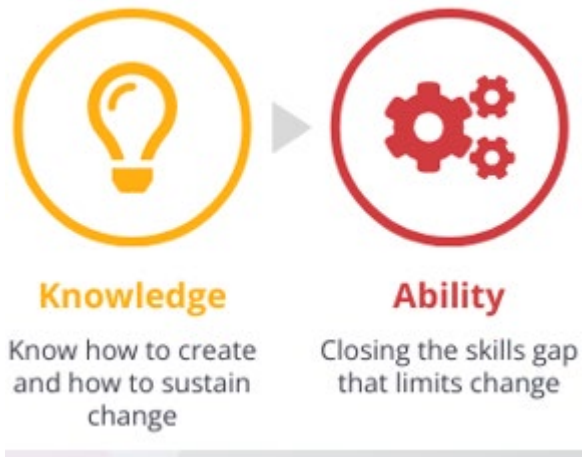 Knowledge
Know how to create
and how to sustain
change
Ability
Closing the skills gap
that limits change